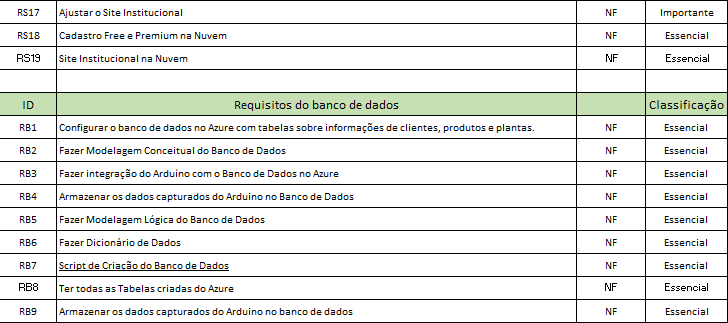 RS17 Ajustar o Site Institucional NF Importante
RS18 Cadastro Free e Premium na Nuvem NF Essencial
RS19 Site Institucional na Nuvem NF Essencial
ID Requisitos do banco de dados Classificação
RB1 Configurar o banco de dados no Azure com tabelas sobre informações de clientes, produtos e plantas. NF Essencial
RB2 Fazer Modelagem Conceitual do Banco de Dados NF Essencial
RB3 Fazer integração do Arduíno com o Banco de Dados no Azure NF Essencial
RB4 Armazenar os dados capturados do Arduino no Banco de Dados NF Essencial
RB5 Fazer Modelagem Lógica do Banco de Dados NF Essencial
RB6 Fazer Dicionário de Dados NF Essencial
RB7 Script de Criação do Banco de Dados NF Essencial
RB8 Ter todas as Tabelas criadas do Azure NF Essencial
RB9 Armazenar os dados capturados do Arduino no banco de dados NF Essencial